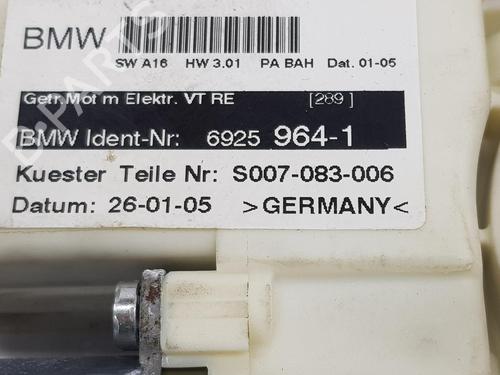 BMW
SW A16 HW 3.01 PA BAH Dat. 01-05
Getr.Mot m Elektr. VT RE [289]
BMW Ident-Nr: 6925 964-1
Kuester Teile Nr: S007-083-006
Datum: 26-01-05 >GERMANY<